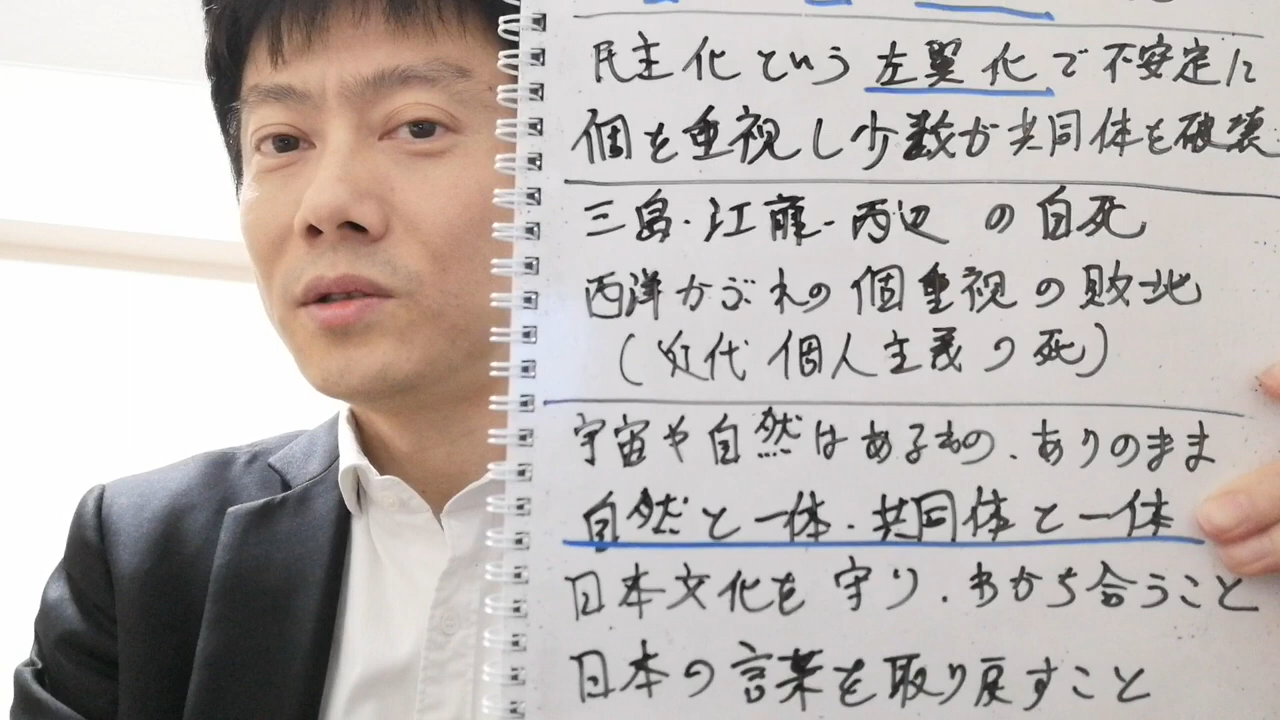 民主化という左翼化で不安定に
個を重視し少数が共同体を破壊
三島・江藤・西辺の自死
西洋かぶれの個重視の敗北
(近代個人主義の死)
宇宙や自然はあるもの、ありのまま
自然と一体・共同体と一体
日本文化を守り、わかち合うこと
日本の言葉を取り戻すこと